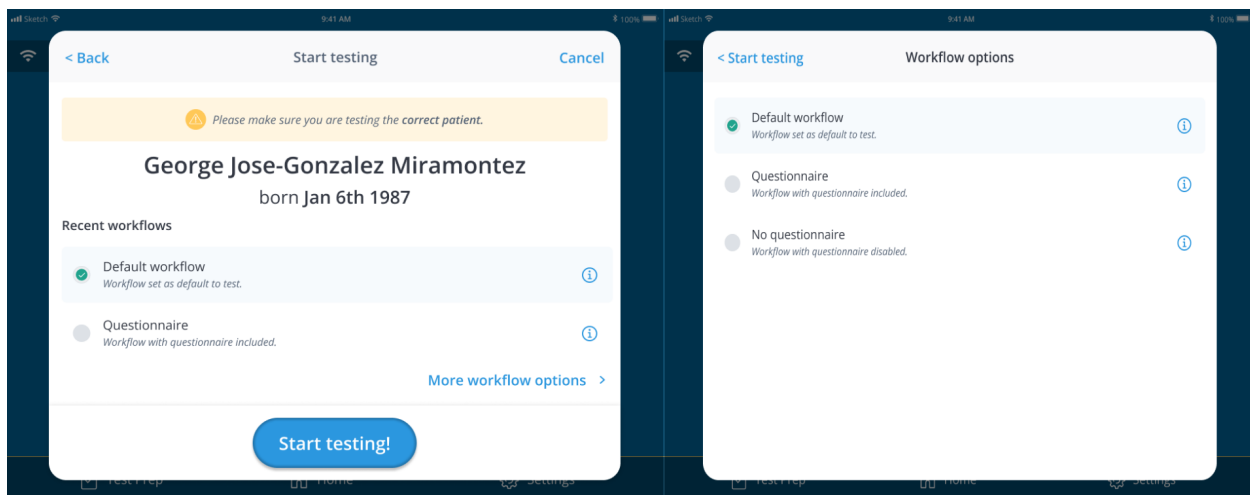 Sketch
9:41 AM
100%
< Back
Start testing
Cancel
Please make sure you are testing the correct patient.
George Jose-Gonzalez Miramontez
born Jan 6th 1987
Recent workflows
Default workflow
Workflow set as default to test.
Questionnaire
Workflow with questionnaire included.
More workflow options >
Start testing!
Test Prep
Home
Settings
Sketch
9:41 AM
100%
< Start testing
Workflow options
Default workflow
Workflow set as default to test.
Questionnaire
Workflow with questionnaire included.
No questionnaire
Workflow with questionnaire disabled.
Test Prep
Home
Settings